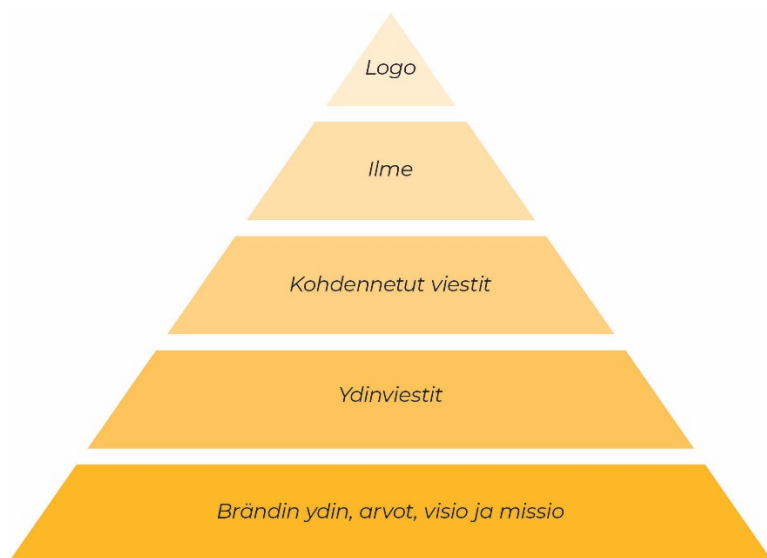 Logo
Ilme
Kohdennetut viestit
Ydinviestit
Brändin ydin, arvot, visio ja missio